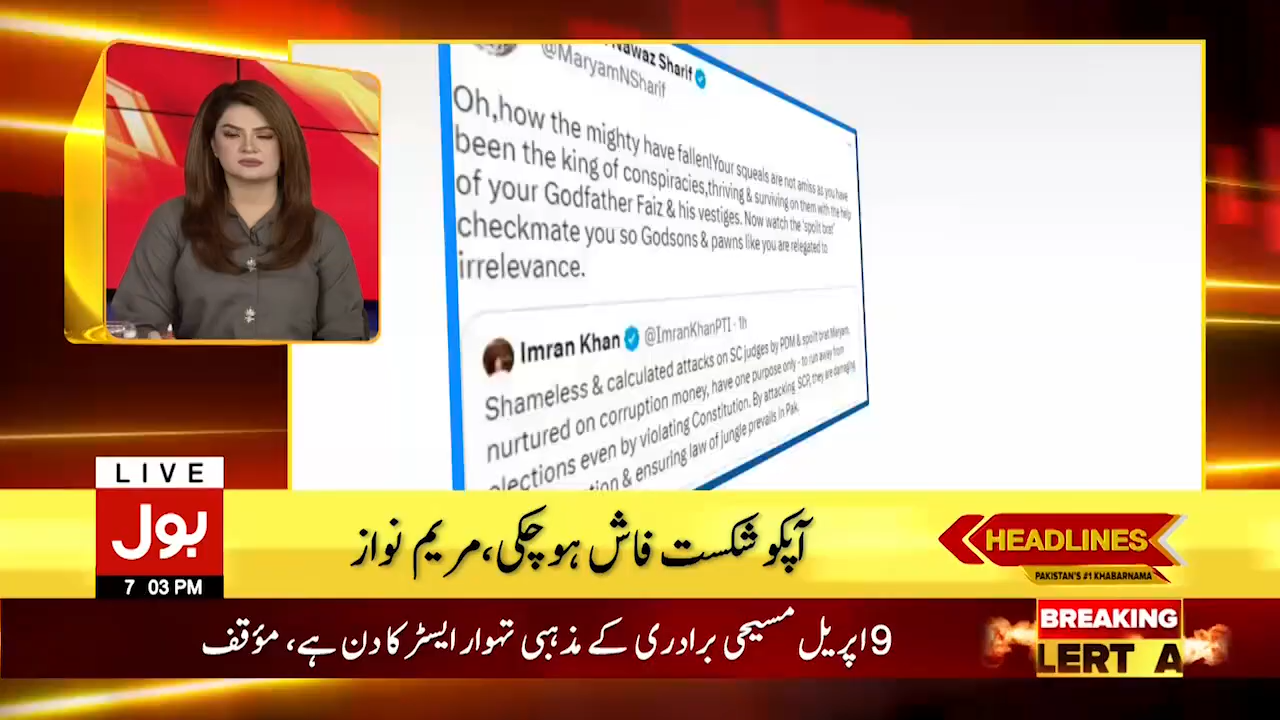 Nawaz Sharif
@MaryamNSharif
Oh,how the mighty have fallen!Your squeals are not amiss as you have
been the king of conspiracies,thriving & surviving on them with the help
of your Godfather Faiz & his vestiges. Now watch the 'spoilt brat'
checkmate you so Godsons & pawns like you are relegated to
irrelevance.
Imran Khan @ImranKhanPTI · 1h
Shameless & calculated attacks on SC judges by PDM & spoilt brat Maryam,
nurtured on corruption money, have one purpose only - to run away from
elections even by violating Constitution. By attacking SCP, they are damaging
& ensuring law of jungle prevails in Pak.
LIVE
بول
7 03 PM
آپکو شکست فاش ہو چکی، مریم نواز
HEADLINES
PAKISTAN'S #1 KHABARNAMA
9 اپریل مسیحی برادری کے مذہبی تہوار ایسٹر کا دن ہے، مؤقف
BREAKING
LERT A